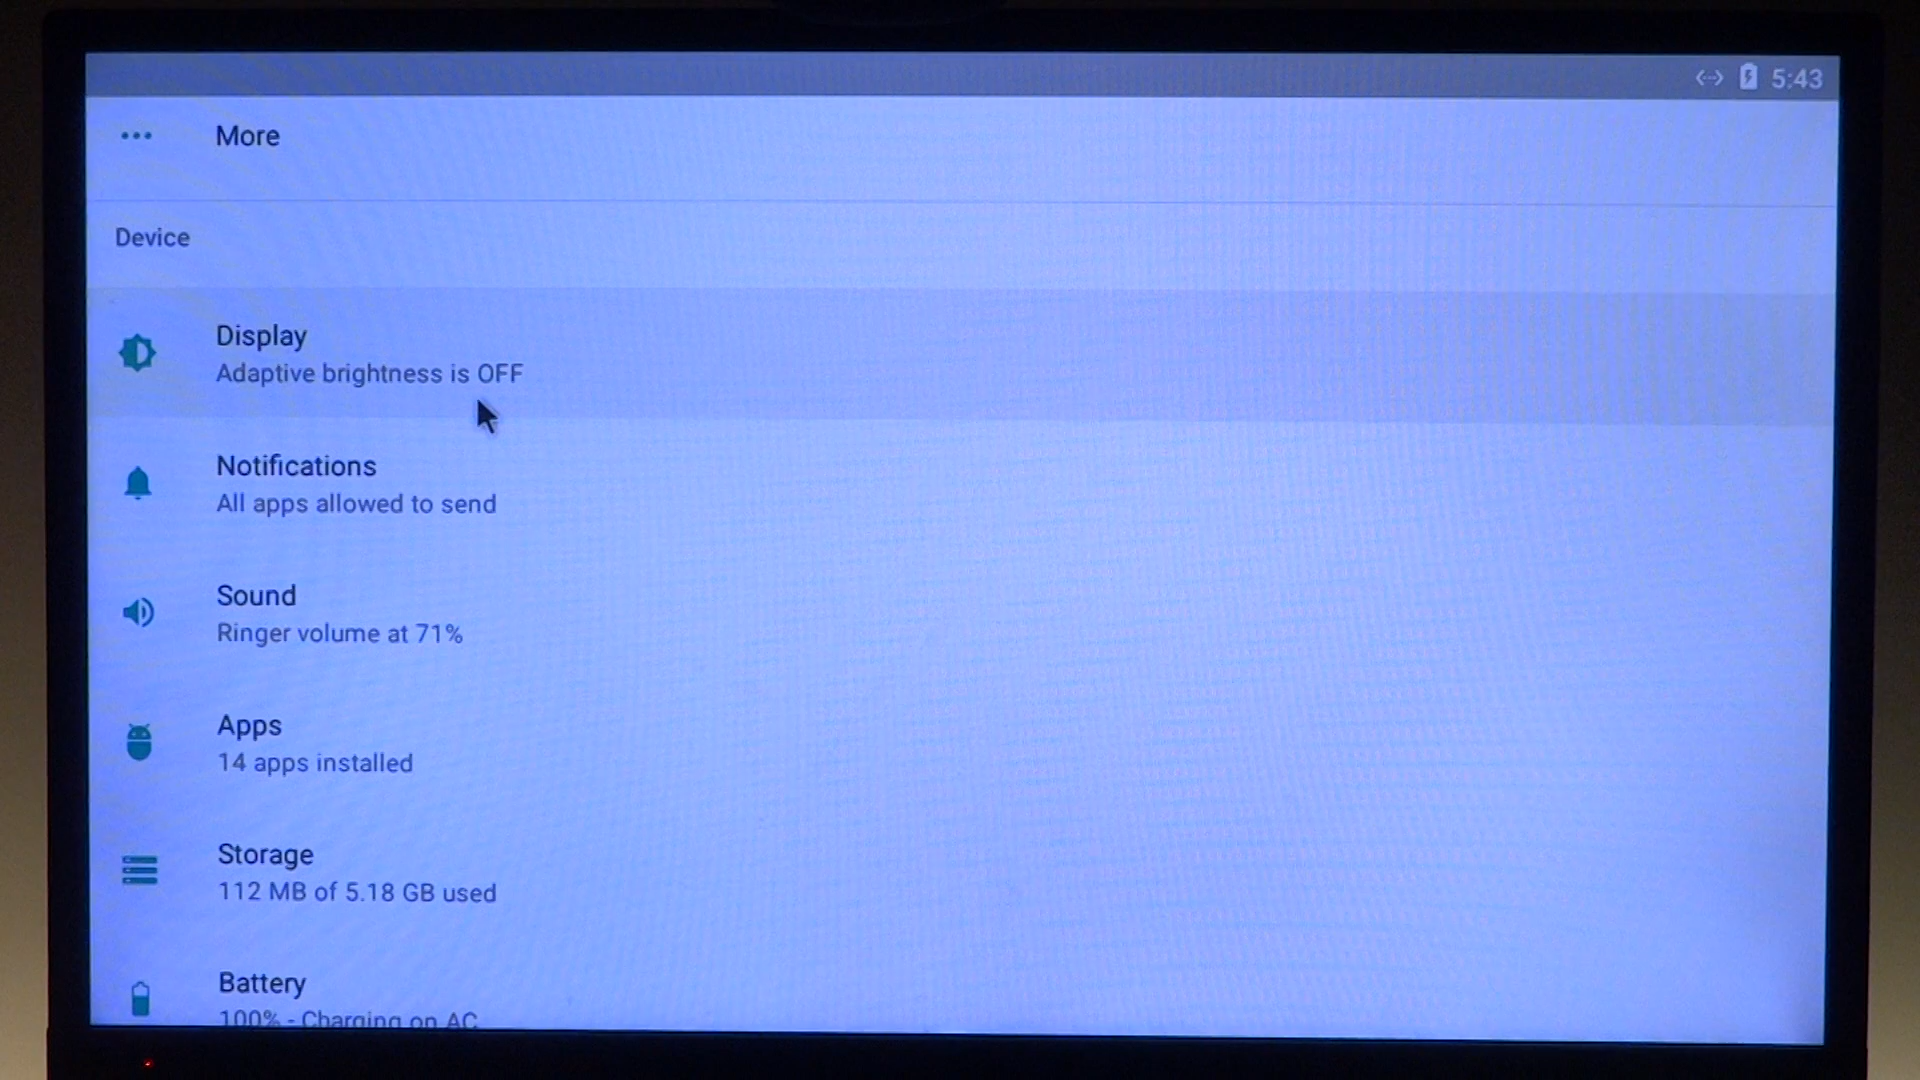 5:43
More
Device
Display
Adaptive brightness is OFF
Notifications
All apps allowed to send
Sound
Ringer volume at 71%
Apps
14 apps installed
Storage
112 MB of 5.18 GB used
Battery
100% - Charging on AC